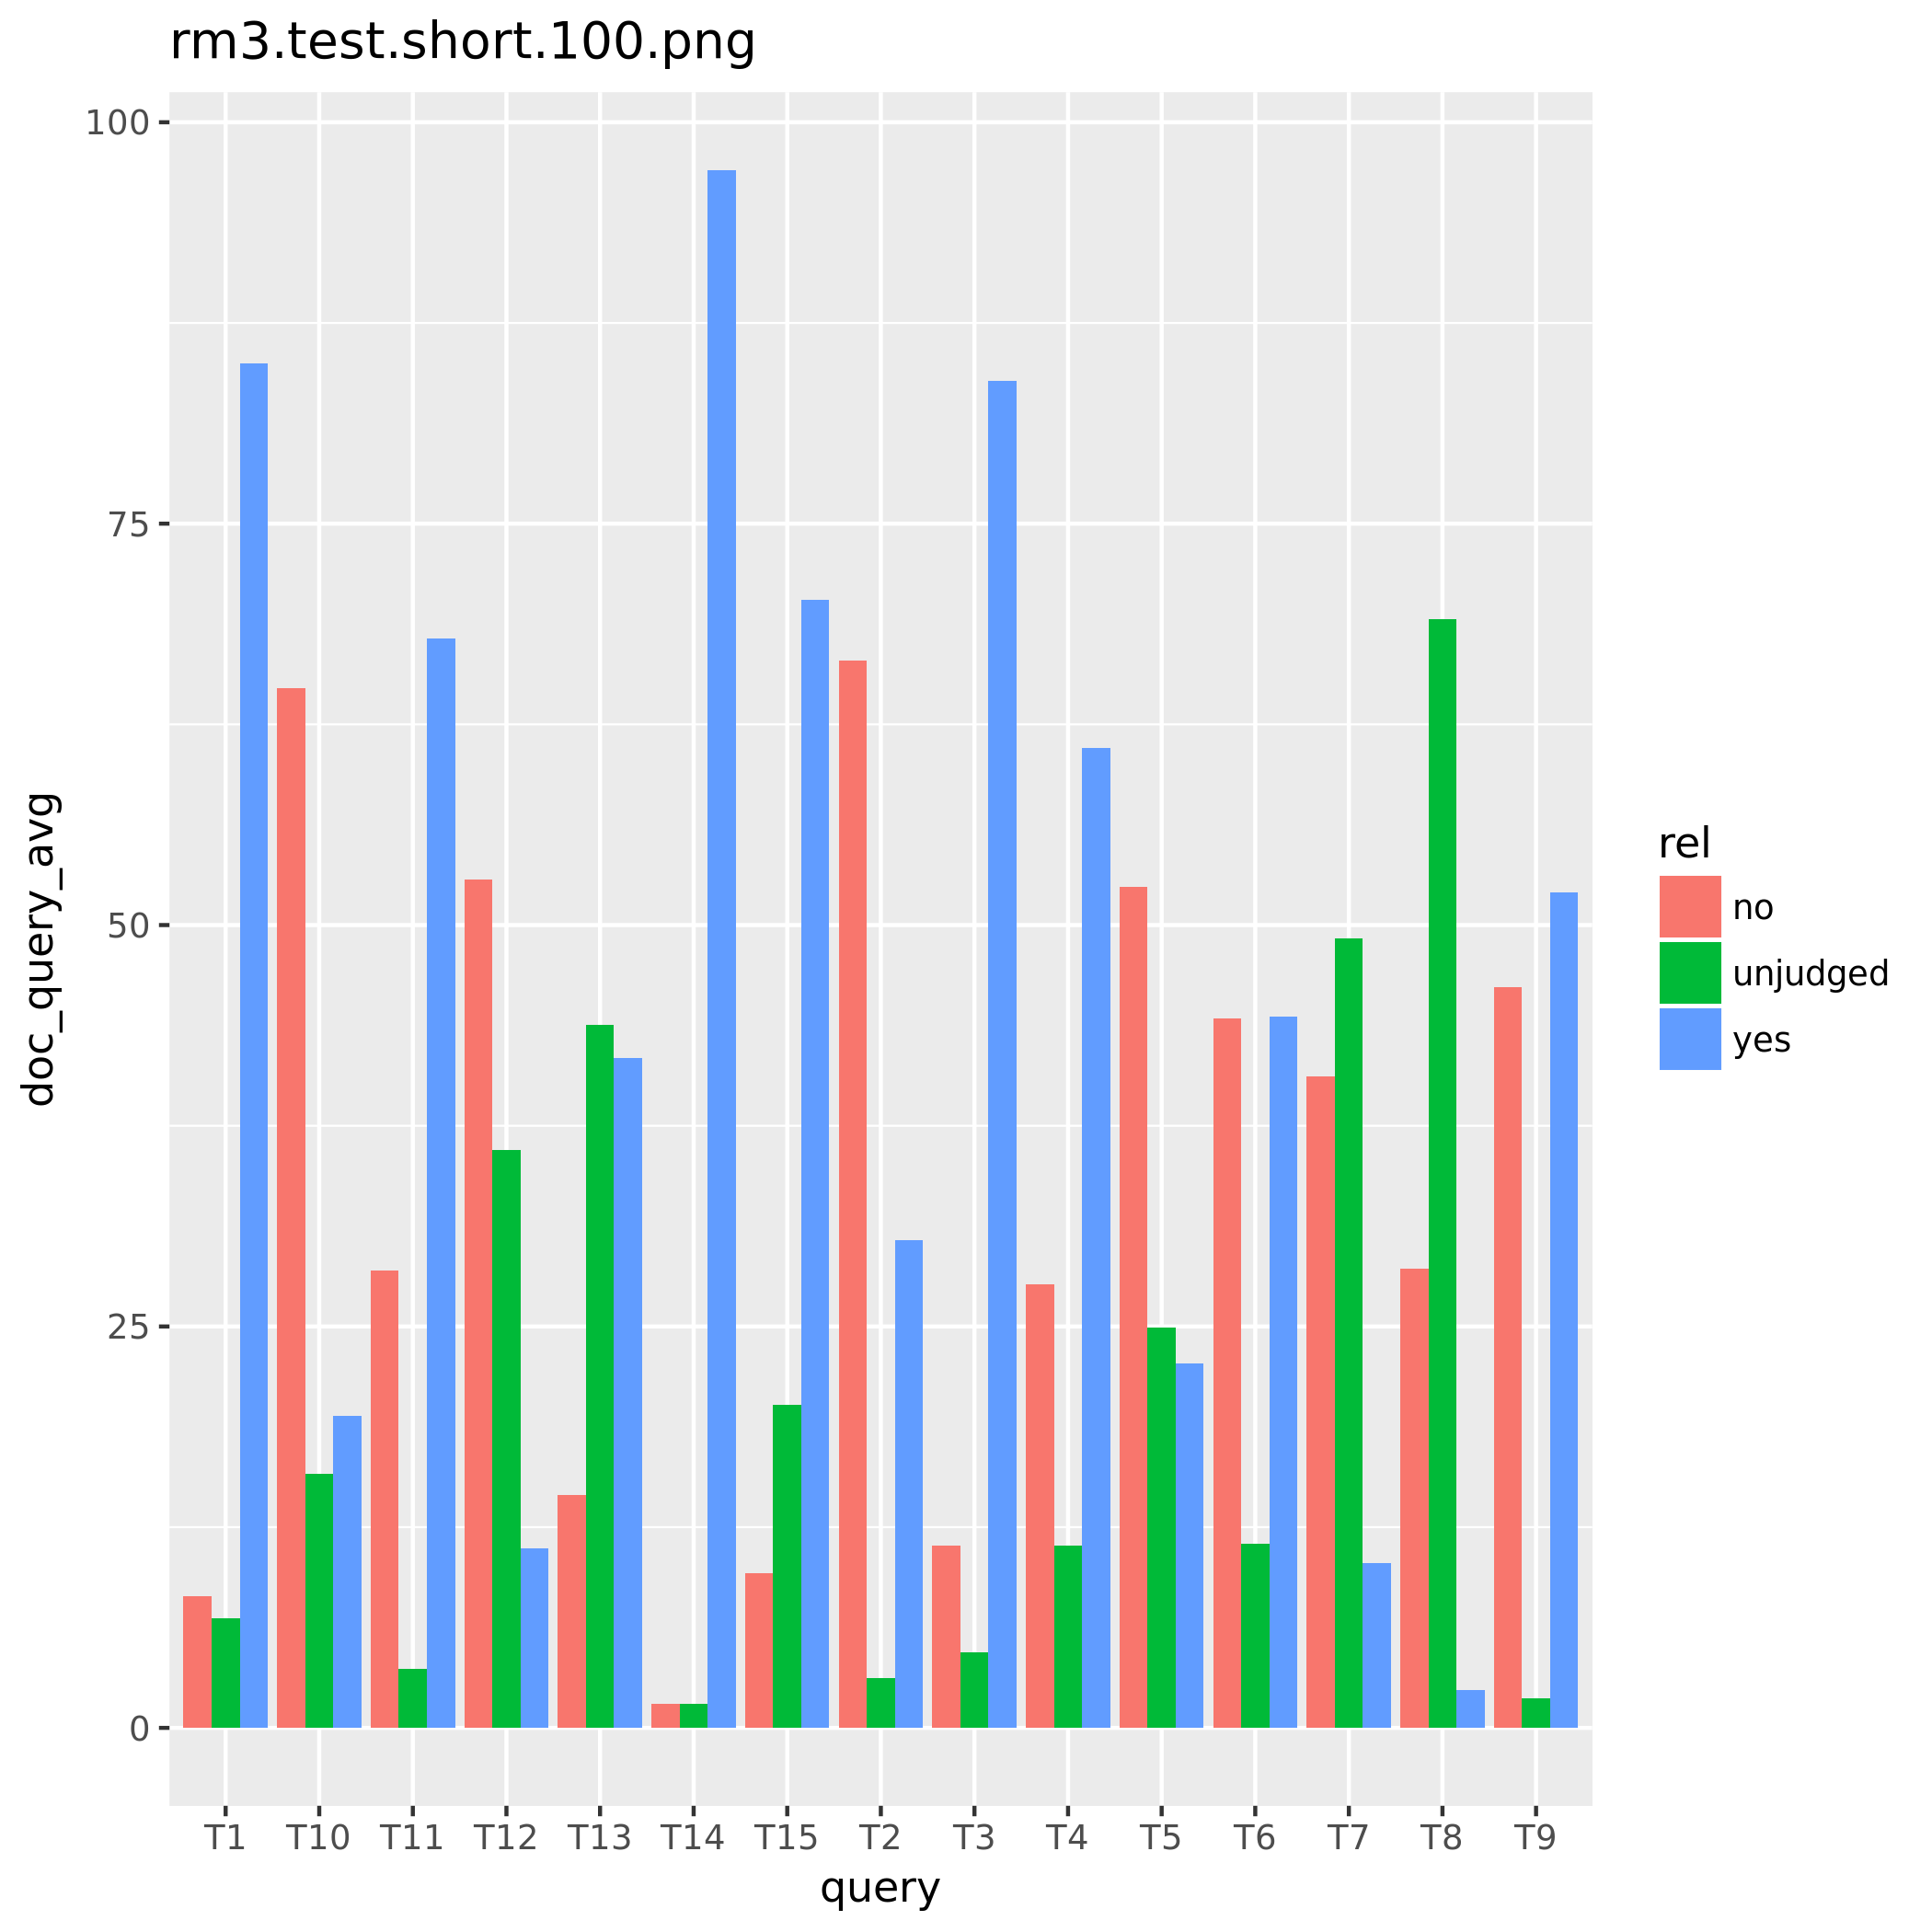 rm3.test.short.100.png
100
75
50
25
0
doc_query_avg
T1 T10 T11 T12 T13 T14 T15 T2 T3 T4 T5 T6 T7 T8 T9
query
rel
no
unjudged
yes